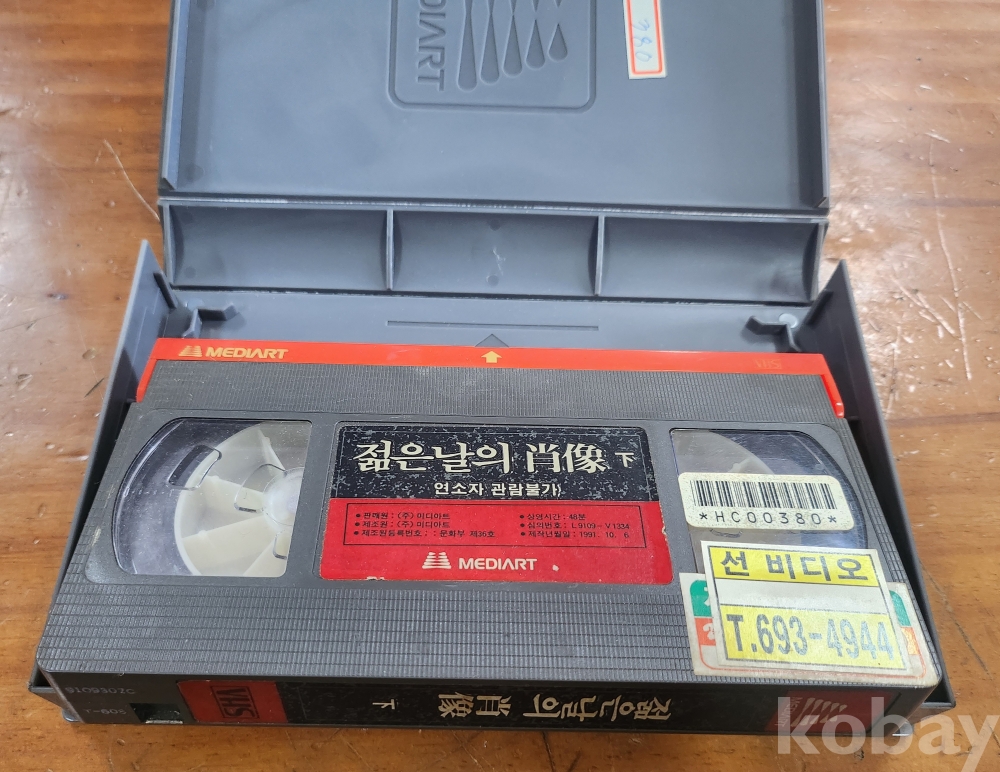 MEDIART
380
MEDIART
VHS
젊은날의 肖像 下
연소자 관람불가
● 판매원 : (주) 미디아트
● 제조원 : (주) 미디아트
● 제조원등록번호 : : 문화부 제36호
● 상영시간 : 48분
● 심의번호 : L9109-V1334
● 제작년월일 : 1991. 10. 6
MEDIART
*HC00380*
선 비디오
T.693-4944
9109307C
T-60S
VHS
젊은날의 肖像 下
kobay